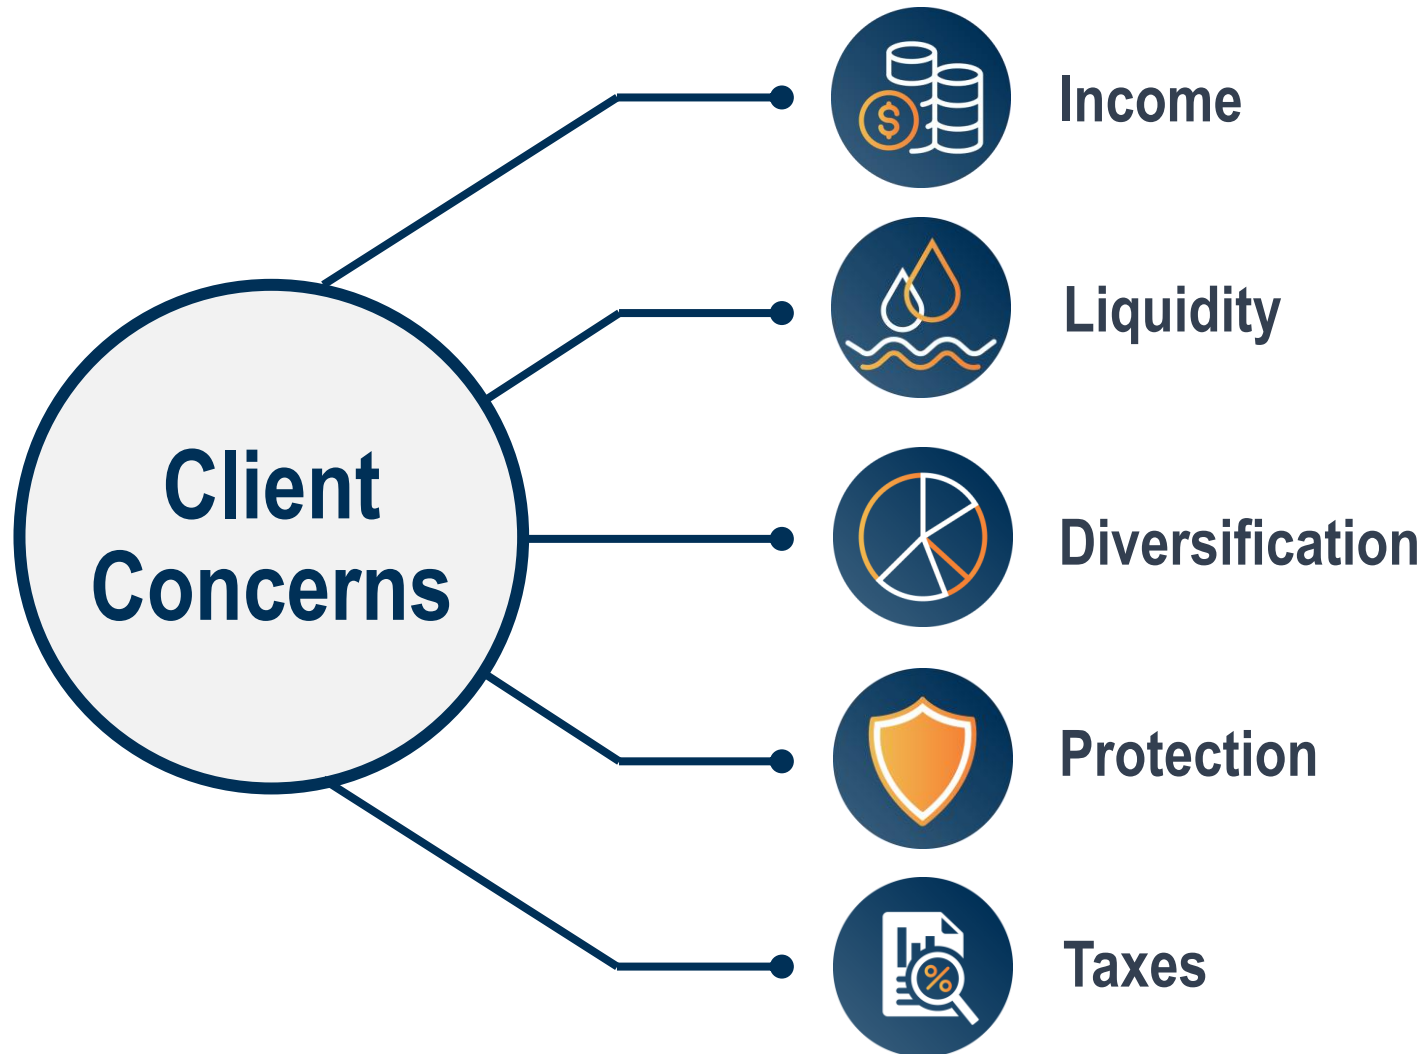 Client
Concerns
Income
Liquidity
Diversification
Protection
Taxes
$
%